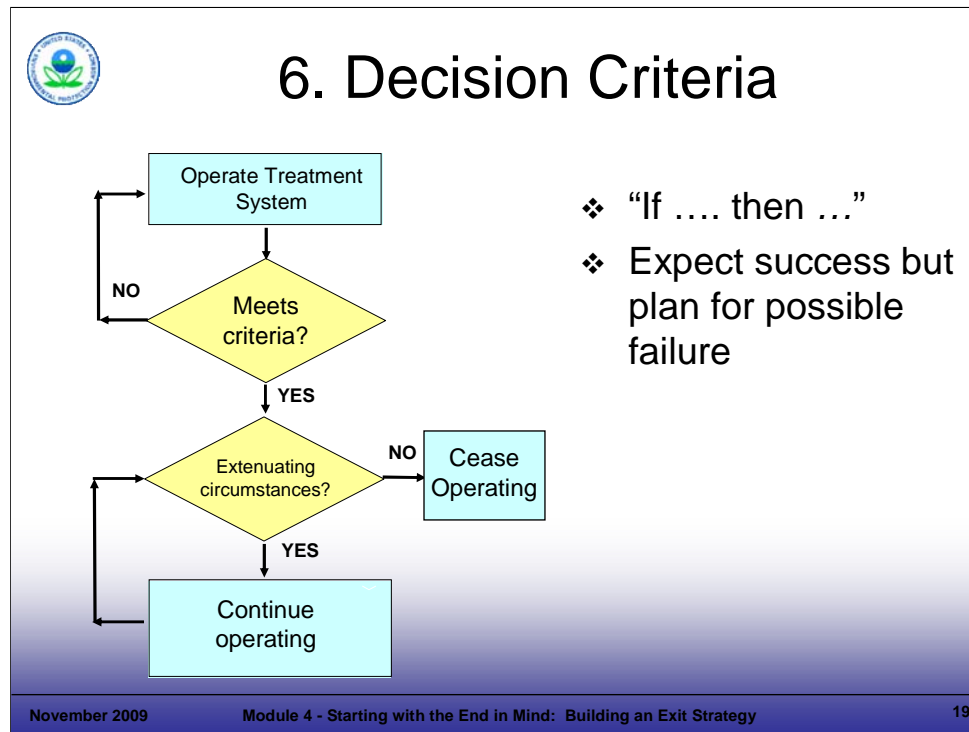 6. Decision Criteria
Operate Treatment
System
NO
Meets
criteria?
YES
Extenuating
circumstances?
NO
Cease
Operating
YES
Continue
operating
❖ “If …. then …”
❖ Expect success but
plan for possible
failure
November 2009
Module 4 - Starting with the End in Mind: Building an Exit Strategy
19